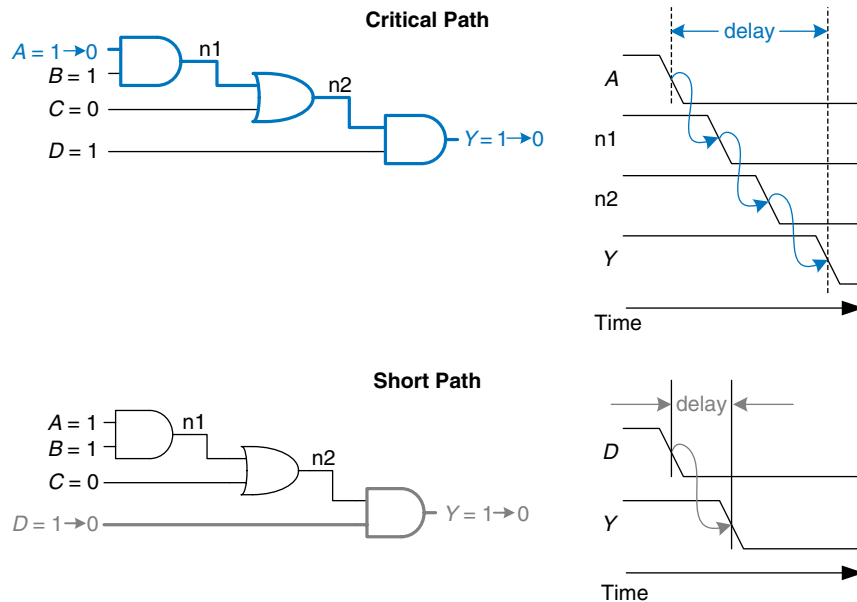 Critical Path
A = 1→0
B = 1
C = 0
D = 1
n1
n2
Y = 1→0
delay
A
n1
n2
Y
Time
Short Path
A = 1
B = 1
C = 0
D = 1→0
n1
n2
Y = 1→0
delay
D
Y
Time